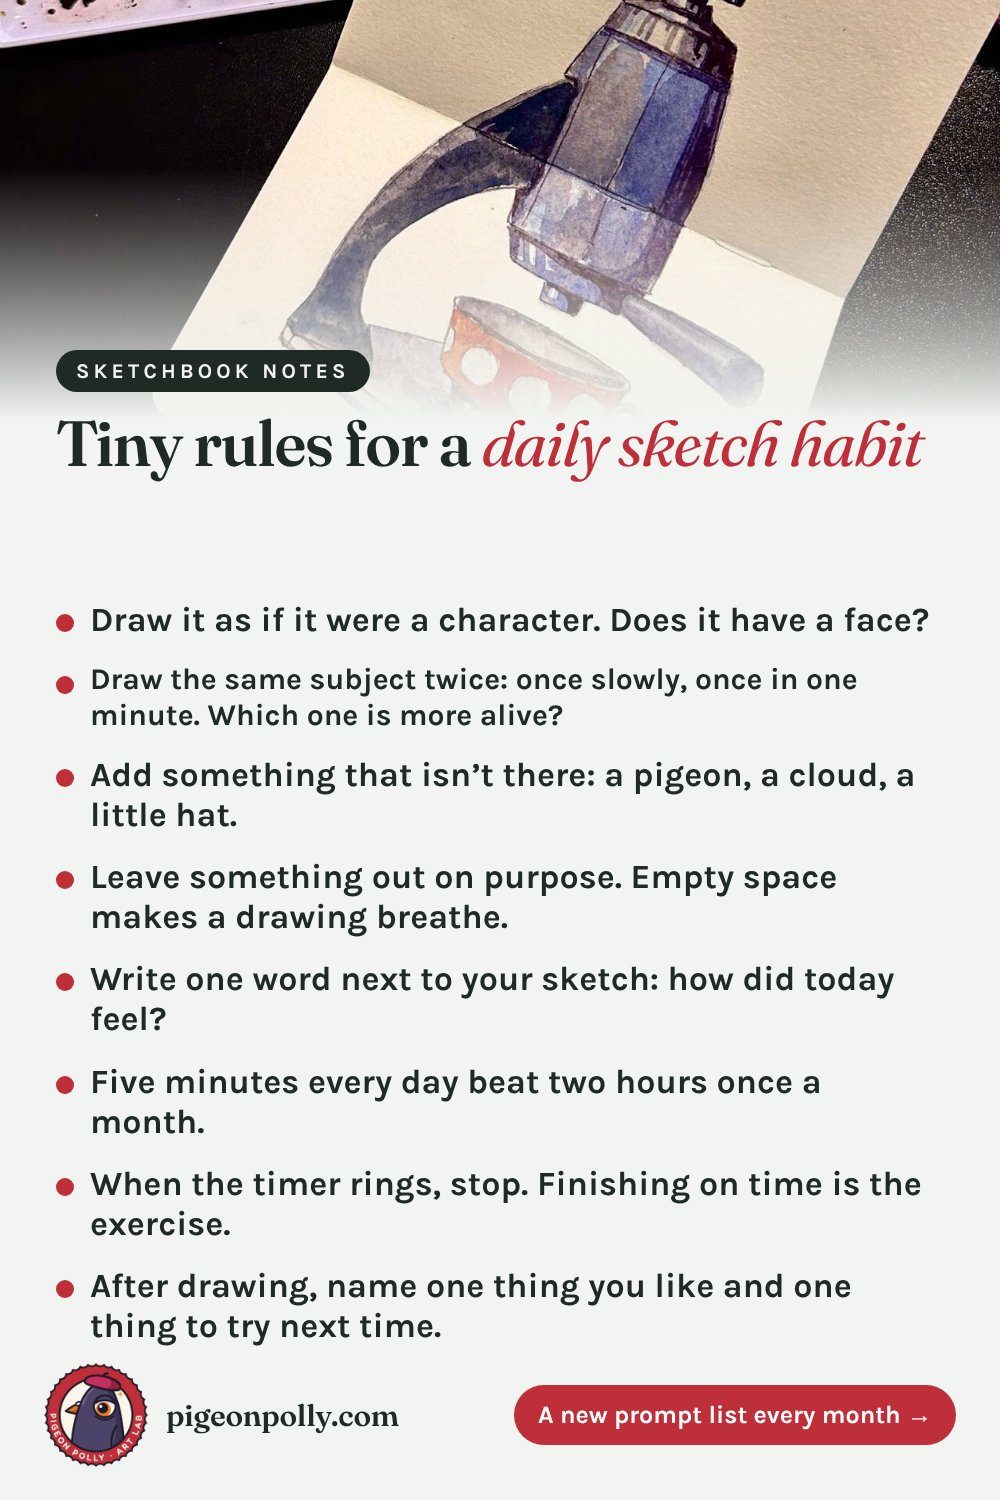 SKETCHBOOK NOTES
Tiny rules for a daily sketch habit
Draw it as if it were a character. Does it have a face?
Draw the same subject twice: once slowly, once in one
minute. Which one is more alive?
Add something that isn’t there: a pigeon, a cloud, a
little hat.
Leave something out on purpose. Empty space
makes a drawing breathe.
Write one word next to your sketch: how did today
feel?
Five minutes every day beat two hours once a
month.
When the timer rings, stop. Finishing on time is the
exercise.
After drawing, name one thing you like and one
thing to try next time.
PIGEON POLLY · ART LAB
pigeonpolly.com
A new prompt list every month →